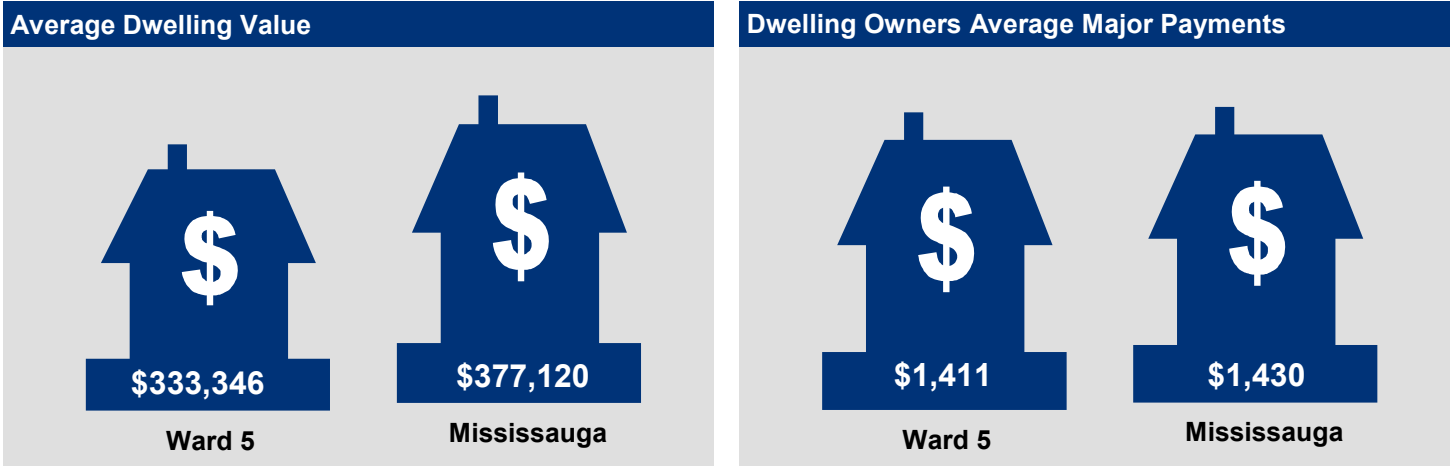 Average Dwelling Value
$
$333,346
Ward 5
$
$377,120
Mississauga
Dwelling Owners Average Major Payments
$
$1,411
Ward 5
$
$1,430
Mississauga